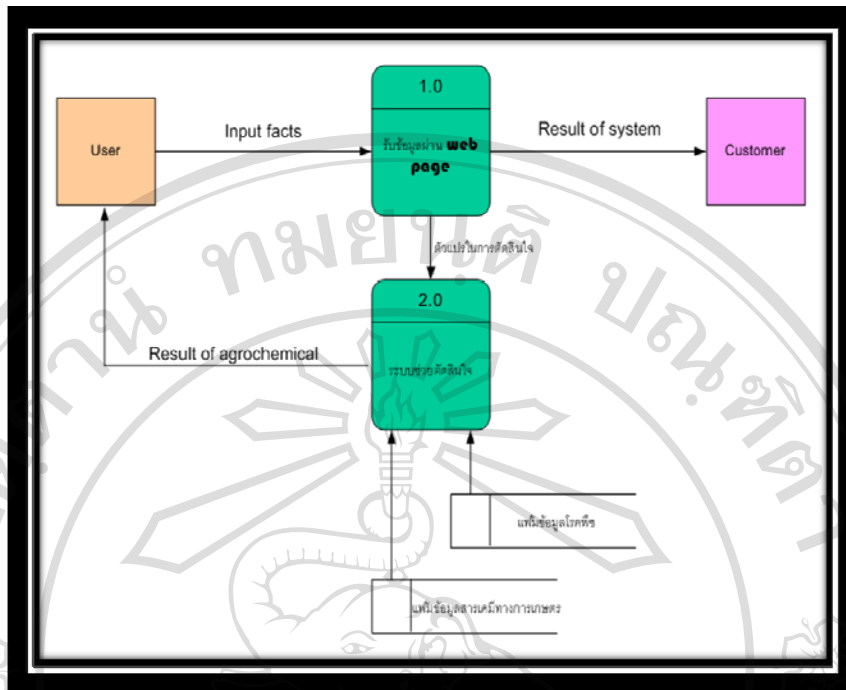 1.0
User
Input facts
รับข้อมูลผ่าน web
page
Result of system
Customer
ตัวแปรในการตัดสินใจ
2.0
Result of agrochemical
ระบบช่วยตัดสินใจ
แฟ้มข้อมูลโรคพืช
แฟ้มข้อมูลสารเคมีทางการเกษตร